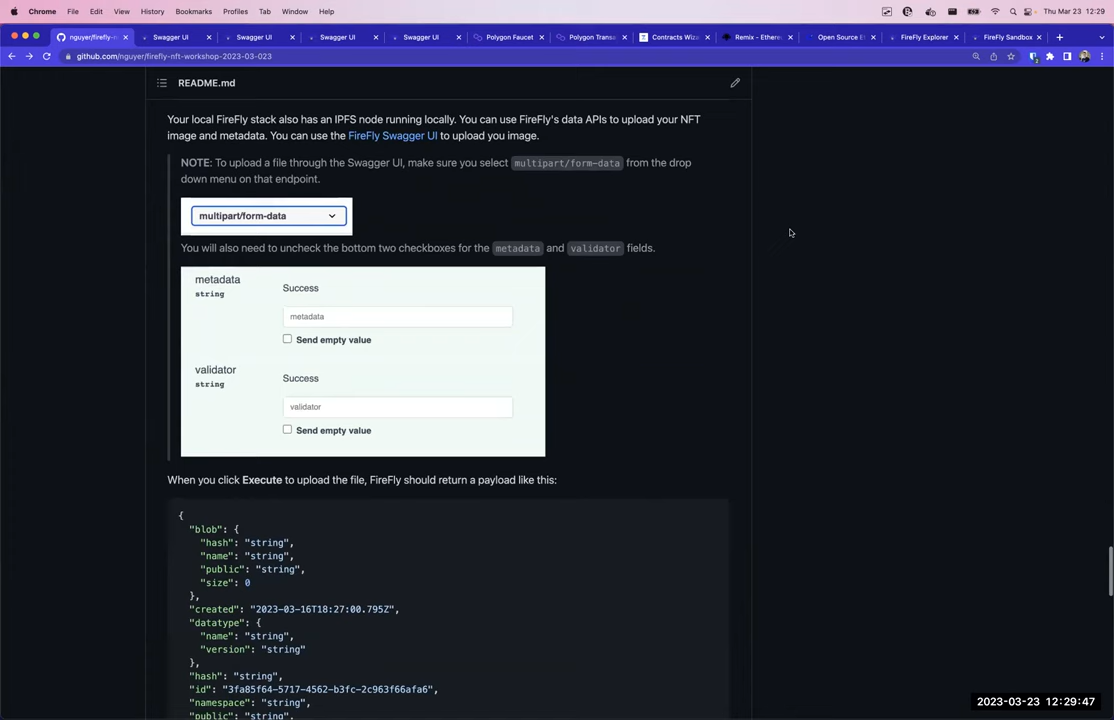 Chrome File Edit View History Bookmarks Profiles Tab Window Help Thu Mar 23 12:29
nguyer/firefly-n Swagger UI Swagger UI Swagger UI Swagger UI Polygon Faucet Polygon Transa Contracts Wiza Remix - Ethere Open Source Et FireFly Explorer FireFly Sandbox
github.com/nguyer/firefly-nft-workshop-2023-03-023
README.md
Your local FireFly stack also has an IPFS node running locally. You can use FireFly's data APIs to upload your NFT
image and metadata. You can use the FireFly Swagger UI to upload you image.
NOTE: To upload a file through the Swagger UI, make sure you select multipart/form-data from the drop
down menu on that endpoint.
multipart/form-data
You will also need to uncheck the bottom two checkboxes for the metadata and validator fields.
metadata
string
Success
metadata
Send empty value
validator
string
Success
validator
Send empty value
When you click Execute to upload the file, FireFly should return a payload like this:
{
"blob": {
"hash": "string",
"name": "string",
"public": "string",
"size": 0
},
"created": "2023-03-16T18:27:00.795Z",
"datatype": {
"name": "string",
"version": "string"
},
"hash": "string",
"id": "3fa85f64-5717-4562-b3fc-2c963f66afa6",
"namespace": "string",
"public": "string",
2023-03-23 12:29:47